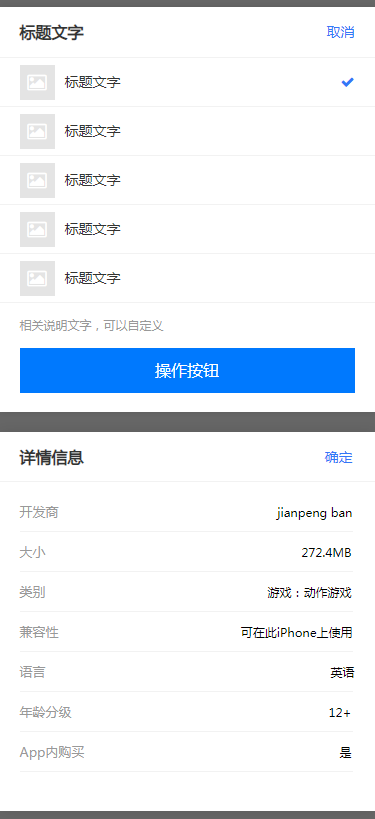 标题文字 取消
标题文字
标题文字
标题文字
标题文字
标题文字
相关说明文字，可以自定义
操作按钮
详情信息 确定
开发商 jianpeng ban
大小 272.4MB
类别 游戏：动作游戏
兼容性 可在此iPhone上使用
语言 英语
年龄分级 12+
App内购买 是